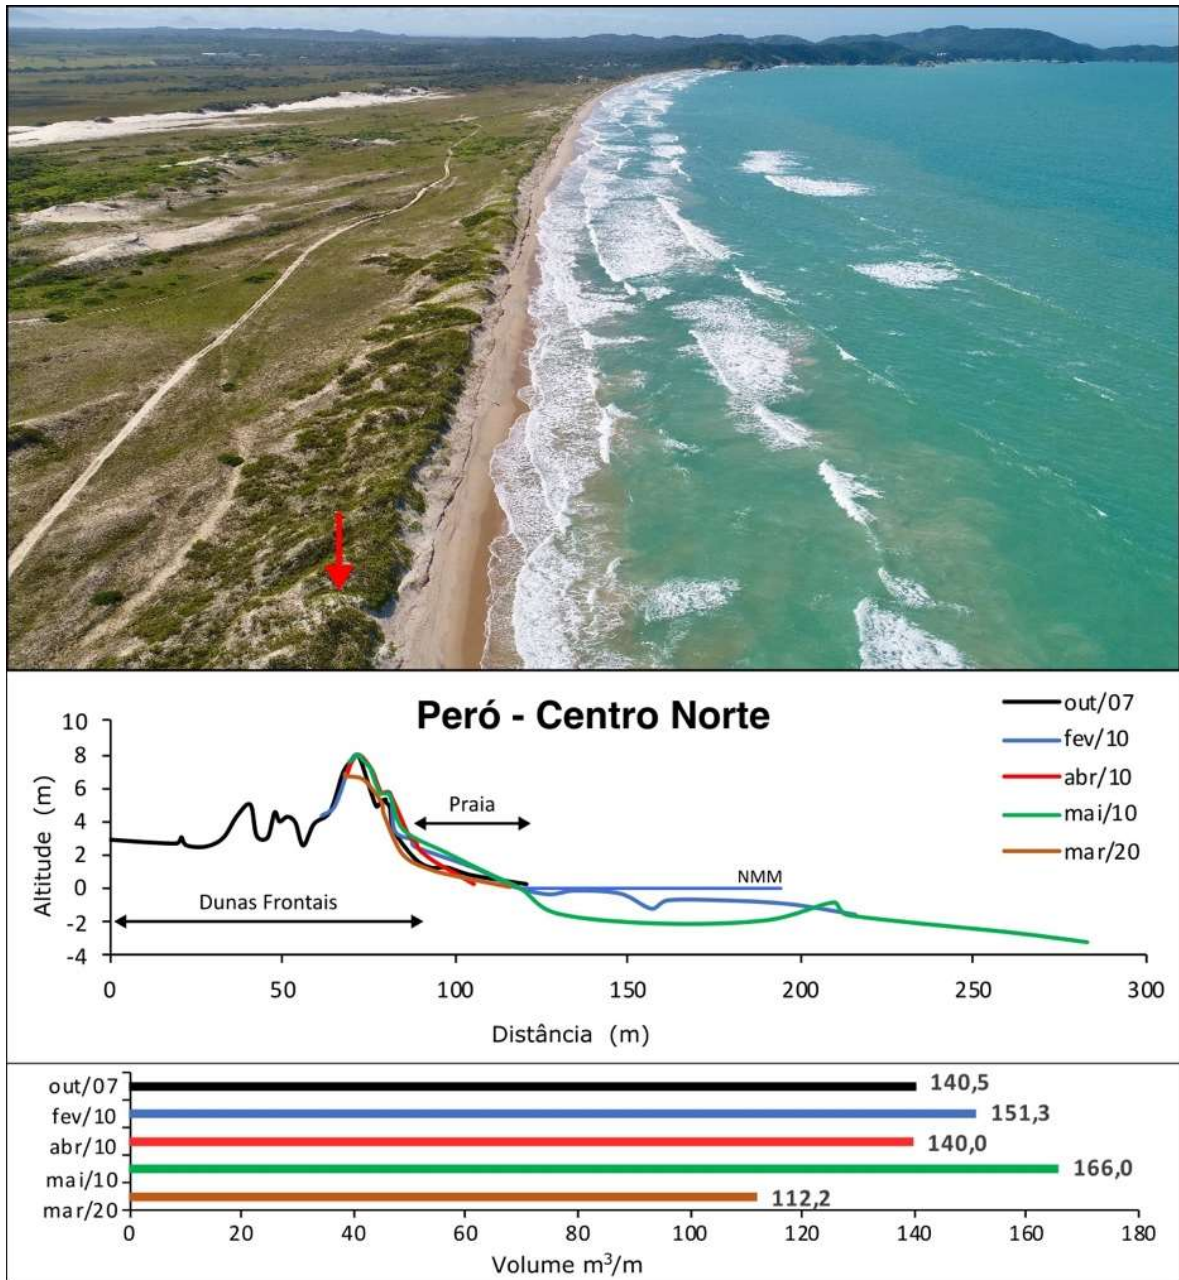 Peró - Centro Norte
out/07
fev/10
abr/10
mai/10
mar/20
Altitude (m)
10
8
6
4
2
0
-2
-4
Praia
NMM
Dunas Frontais
0 50 100 150 200 250 300
Distância (m)
out/07 140,5
fev/10 151,3
abr/10 140,0
mai/10 166,0
mar/20 112,2
0 20 40 60 80 100 120 140 160 180
Volume m³/m